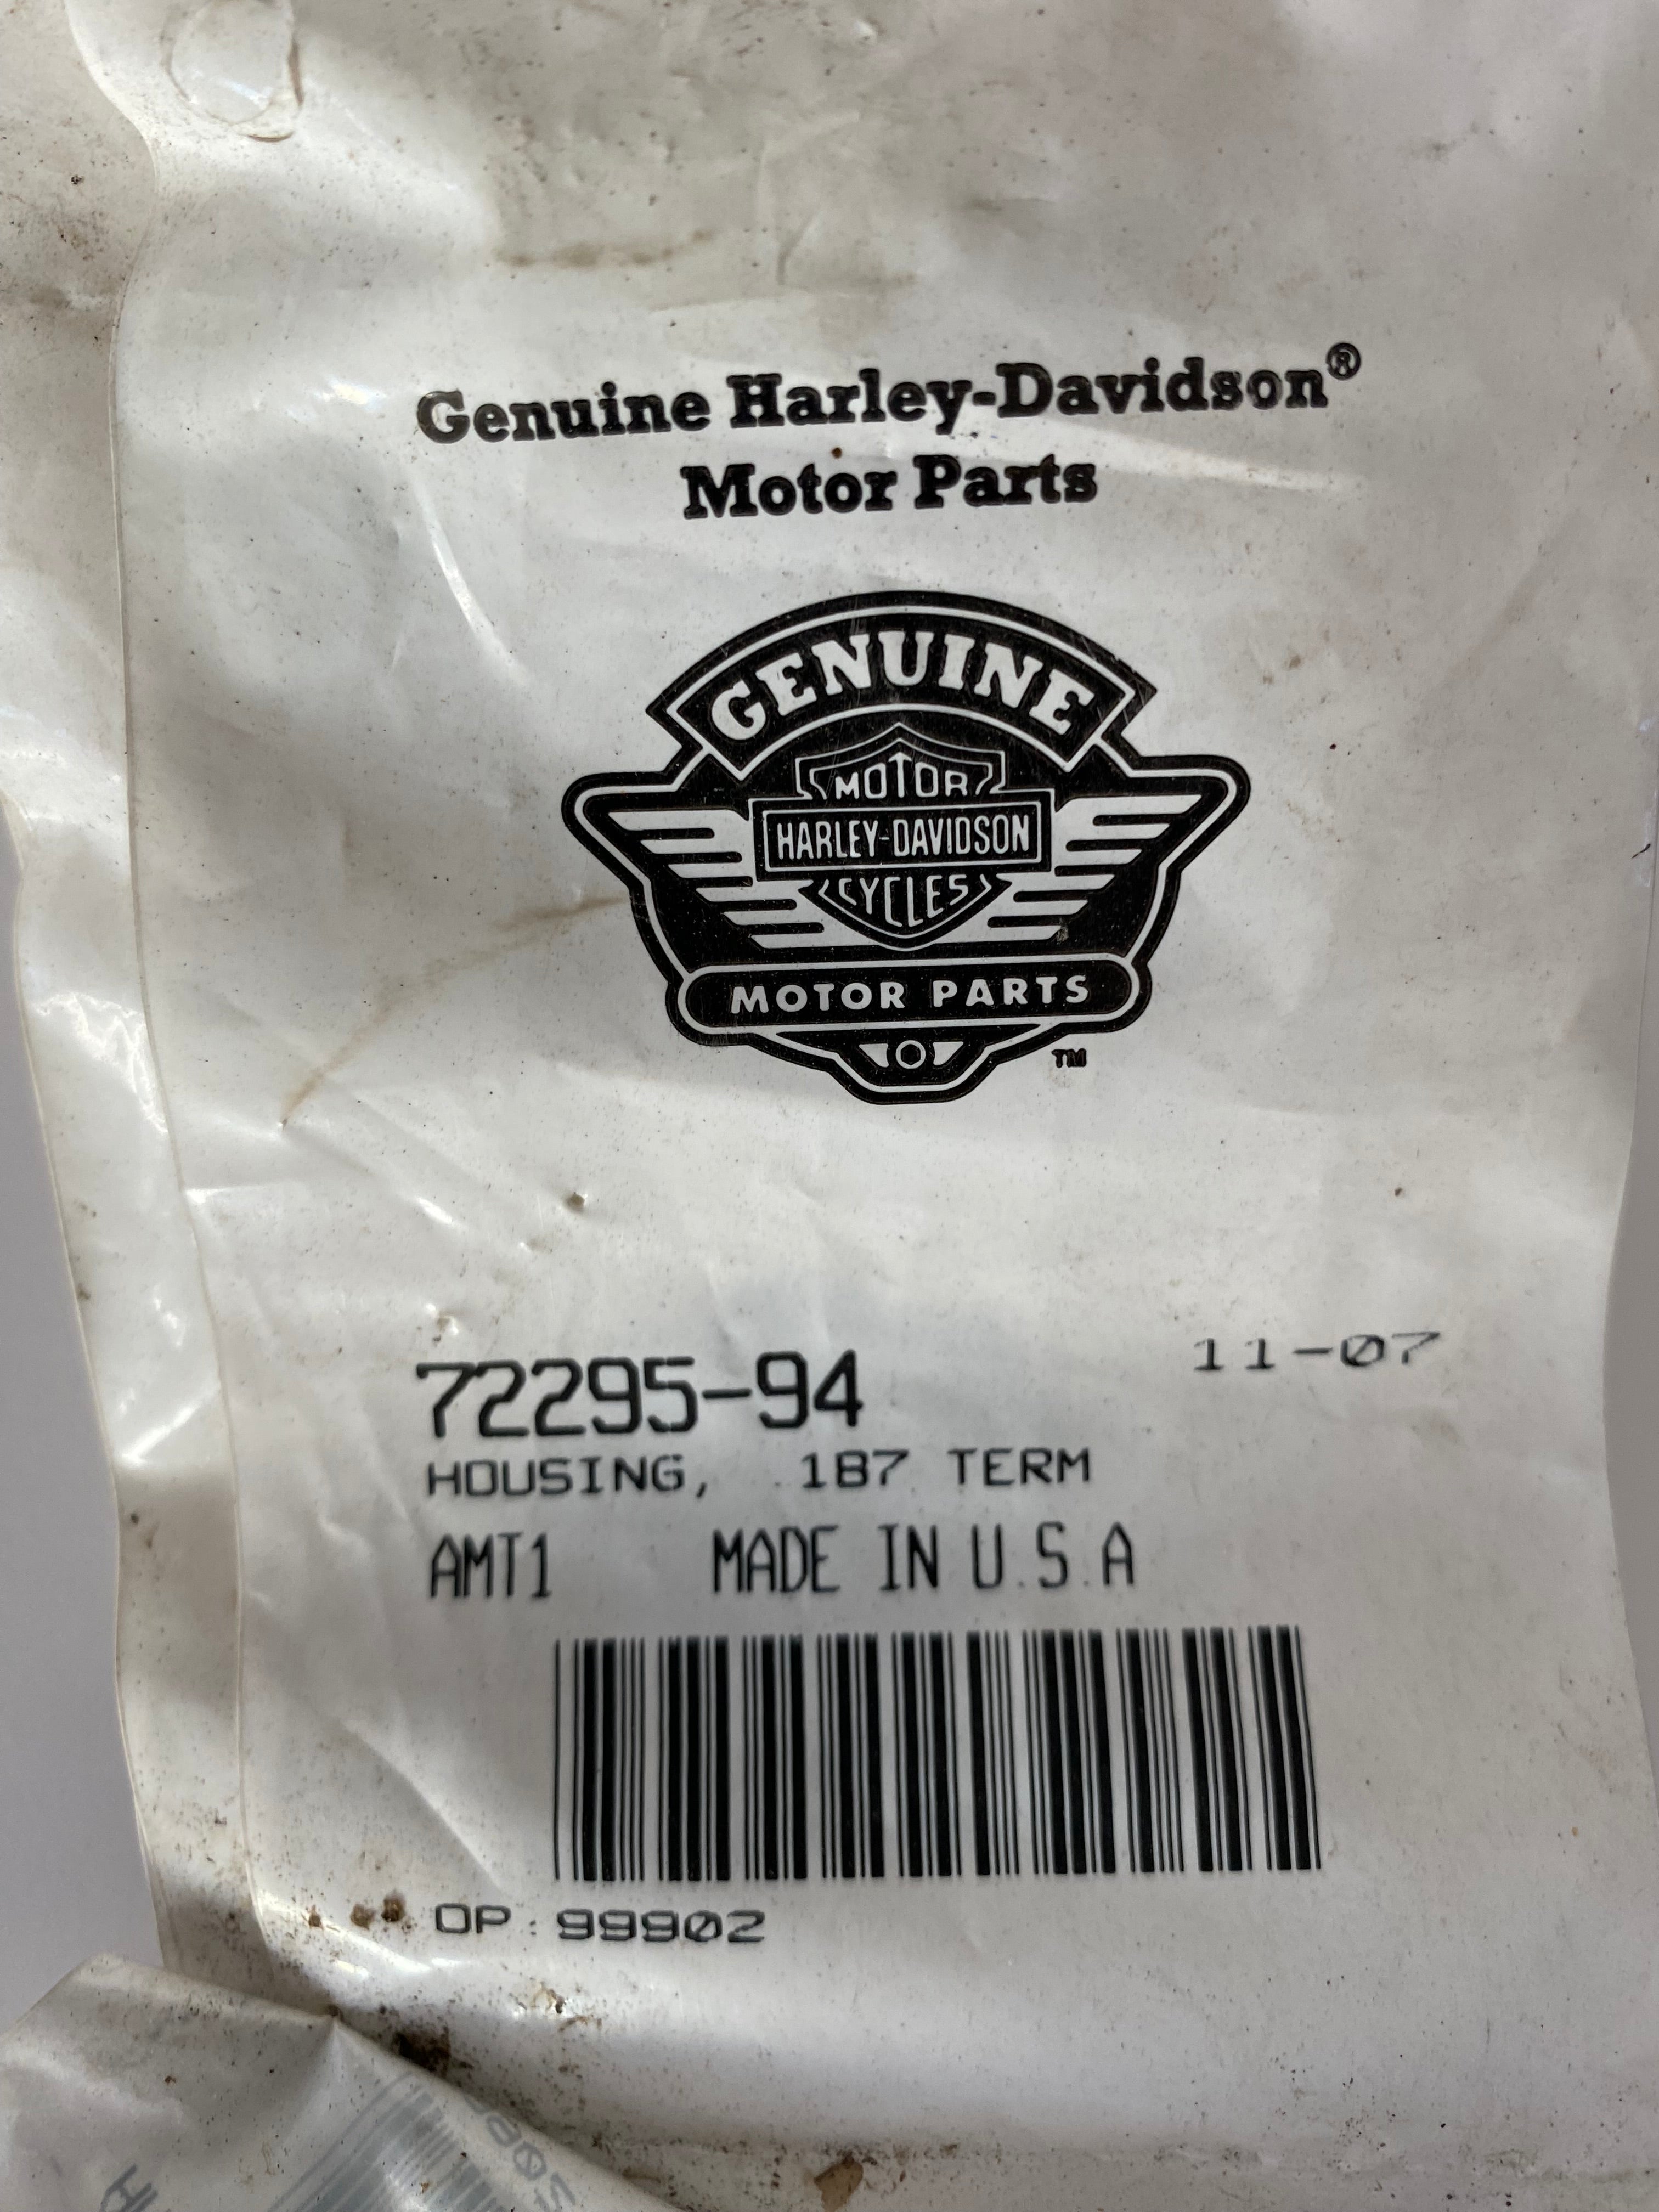 Genuine Harley-Davidson®
Motor Parts
GENUINE
MOTOR
HARLEY-DAVIDSON
CYCLES
MOTOR PARTS
TM
11-07
72295-94
HOUSING, .187 TERM
AMT1 MADE IN U.S.A
OP: 99902